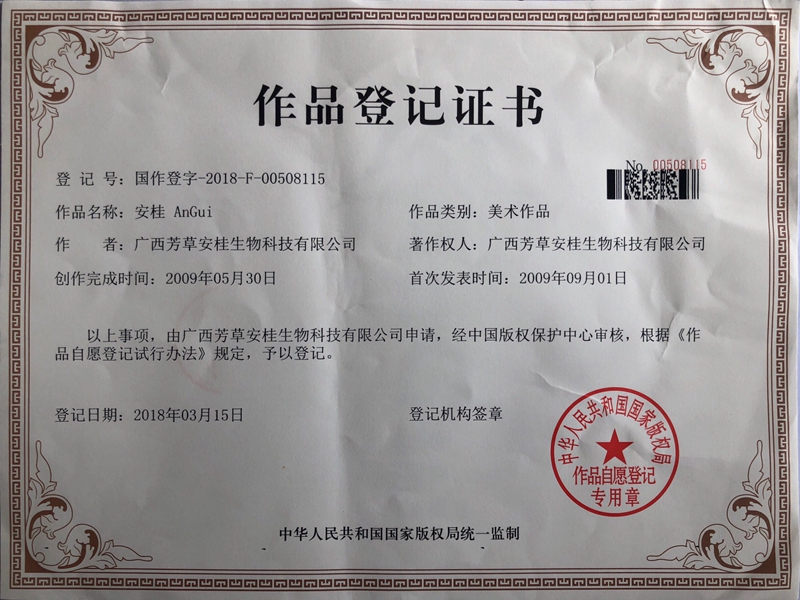 作品登记证书
No. 00508115
登 记 号：国作登字-2018-F-00508115
作品名称：安桂 AnGui
作品类别：美术作品
作 者：广西芳草安桂生物科技有限公司
著作权人：广西芳草安桂生物科技有限公司
创作完成时间：2009年05月30日
首次发表时间：2009年09月01日
以上事项，由广西芳草安桂生物科技有限公司申请，经中国版权保护中心审核，根据《作
品自愿登记试行办法》规定，予以登记。
登记日期：2018年03月15日
登记机构签章
中华人民共和国国家版权局
作品自愿登记
专用章
中华人民共和国国家版权局统一监制